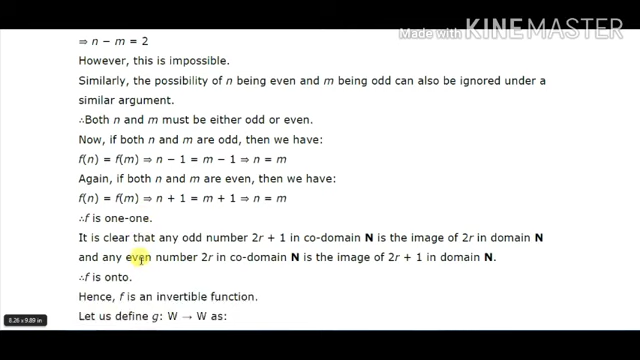 Made with KINEMASTER
⇒ n − m = 2
However, this is impossible.
Similarly, the possibility of n being even and m being odd can also be ignored under a
similar argument.
∴Both n and m must be either odd or even.
Now, if both n and m are odd, then we have:
f(n) = f(m) ⇒ n − 1 = m − 1 ⇒ n = m
Again, if both n and m are even, then we have:
f(n) = f(m) ⇒ n + 1 = m + 1 ⇒ n = m
∴f is one-one.
It is clear that any odd number 2r + 1 in co-domain N is the image of 2r in domain N
and any even number 2r in co-domain N is the image of 2r + 1 in domain N.
∴f is onto.
Hence, f is an invertible function.
Let us define g: W → W as:
8.26 x 9.89 in